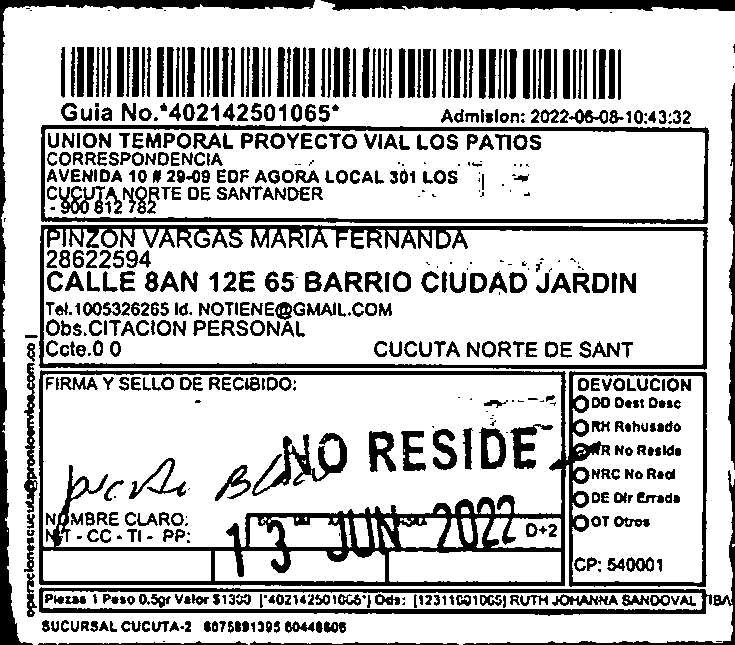 Guia No.*402142501065*
Admision: 2022-06-08-10:43:32
UNION TEMPORAL PROYECTO VIAL LOS PATIOS
CORRESPONDENCIA
AVENIDA 10 # 29-09 EDF AGORA LOCAL 301 LOS
CUCUTA NORTE DE SANTANDER
- 900 812 782
PINZON VARGAS MARIA FERNANDA
28622594
CALLE 8AN 12E 65 BARRIO CIUDAD JARDIN
Tel.1005326265 Id. NOTIENE@GMAIL.COM
Obs.CITACION PERSONAL
Ccte.0 0
CUCUTA NORTE DE SANT
operacionescucuta@prontoenvios.com.co
FIRMA Y SELLO DE RECIBIDO:
NO RESIDE
puerta
NOMBRE CLARO:
NIT - CC - TI - PP:
13 JUN 2022
D+2
DEVOLUCION
DD Dest Desc
RH Rehusado
NR No Reside
NRC No Recl
DE Dir Errada
OT Otros
CP: 540001
Piezas 1 Peso 0.5gr Valor $1300 [*402142501065*] Ods: [12311001065] RUTH JOHANNA SANDOVAL TIBA
SUCURSAL CUCUTA-2 6075891395 60448606